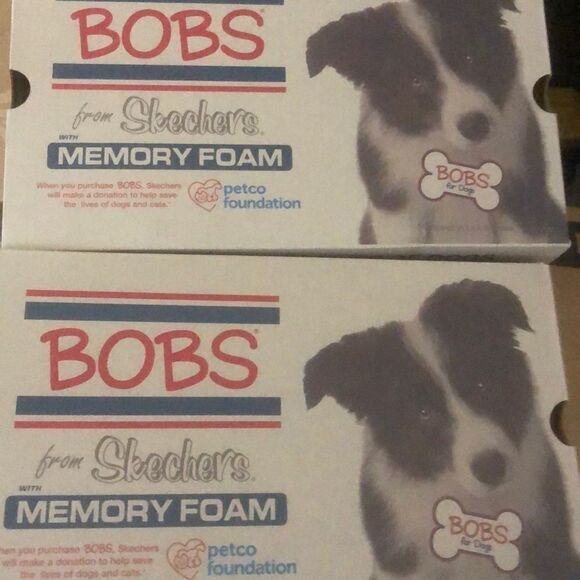 BOBS
from Skechers
WITH
MEMORY FOAM
When you purchase BOBS, Skechers
will make a donation to help save
the lives of dogs and cats.
petco
foundation
BOBS
for Dogs
BOBS
from Skechers
WITH
MEMORY FOAM
hen you purchase BOBS, Skechers
will make a donation to help save
the lives of dogs and cats.
petco
foundation
BOBS
for Dogs